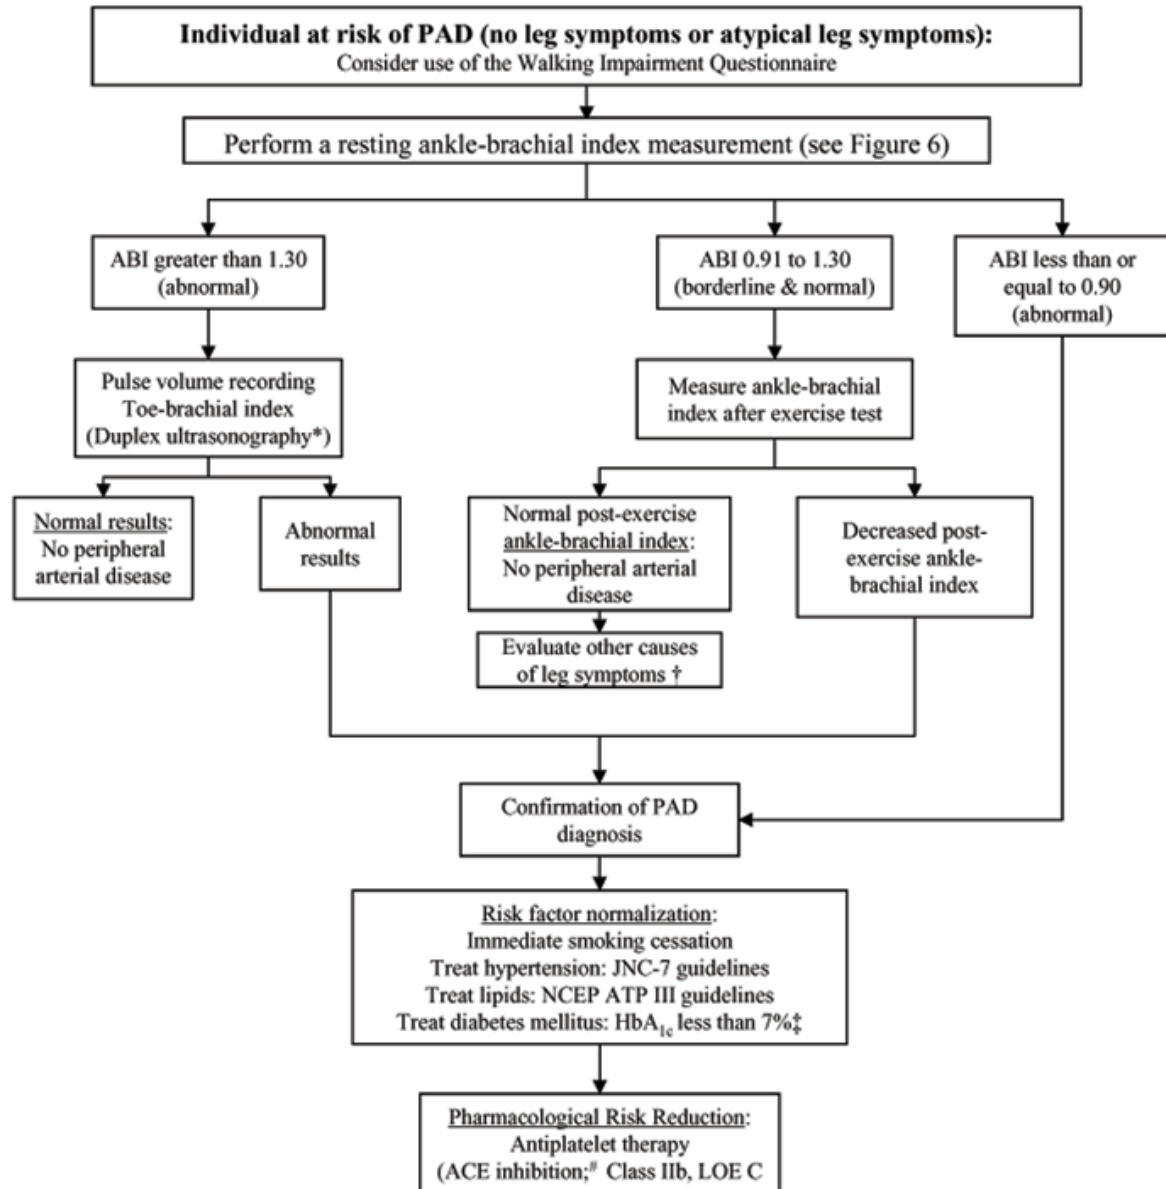 Individual at risk of PAD (no leg symptoms or atypical leg symptoms):
Consider use of the Walking Impairment Questionnaire
Perform a resting ankle-brachial index measurement (see Figure 6)
ABI greater than 1.30
(abnormal)
ABI 0.91 to 1.30
(borderline & normal)
ABI less than or
equal to 0.90
(abnormal)
Pulse volume recording
Toe-brachial index
(Duplex ultrasonography*)
Measure ankle-brachial
index after exercise test
Normal results:
No peripheral
arterial disease
Abnormal
results
Normal post-exercise
ankle-brachial index:
No peripheral arterial
disease
Decreased post-
exercise ankle-
brachial index
Evaluate other causes
of leg symptoms †
Confirmation of PAD
diagnosis
Risk factor normalization:
Immediate smoking cessation
Treat hypertension: JNC-7 guidelines
Treat lipids: NCEP ATP III guidelines
Treat diabetes mellitus: HbA1c less than 7%‡
Pharmacological Risk Reduction:
Antiplatelet therapy
(ACE inhibition;# Class IIb, LOE C